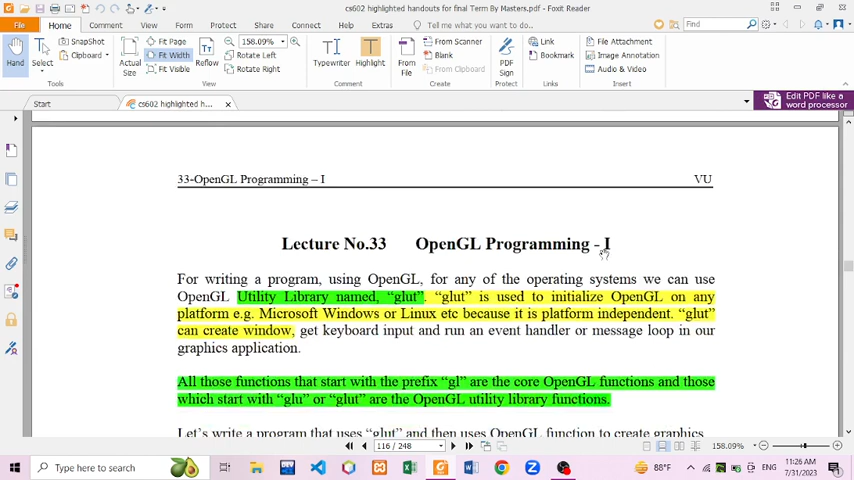 cs602 highlighted handouts for final Term By Masters.pdf - Foxit Reader
File Home Comment View Form Protect Share Connect Help Extras Tell me what you want to do... Find
Hand Select SnapShot Clipboard Actual Size Fit Page Fit Width Fit Visible Reflow 158.09% Rotate Left Rotate Right Typewriter Highlight From File From Scanner Blank From Clipboard PDF Sign Link Bookmark File Attachment Image Annotation Audio & Video
Tools View Comment Create Protect Links Insert
Start cs602 highlighted h... Edit PDF like a word processor
33-OpenGL Programming – I VU
Lecture No.33 OpenGL Programming - I
For writing a program, using OpenGL, for any of the operating systems we can use
OpenGL Utility Library named, “glut”. “glut” is used to initialize OpenGL on any
platform e.g. Microsoft Windows or Linux etc because it is platform independent. “glut”
can create window, get keyboard input and run an event handler or message loop in our
graphics application.
All those functions that start with the prefix “gl” are the core OpenGL functions and those
which start with “glu” or “glut” are the OpenGL utility library functions.
Let’s write a program that uses “glut” and then uses OpenGL function to create graphics
116 / 248 158.09%
Type here to search 88°F ENG 11:26 AM
7/31/2023